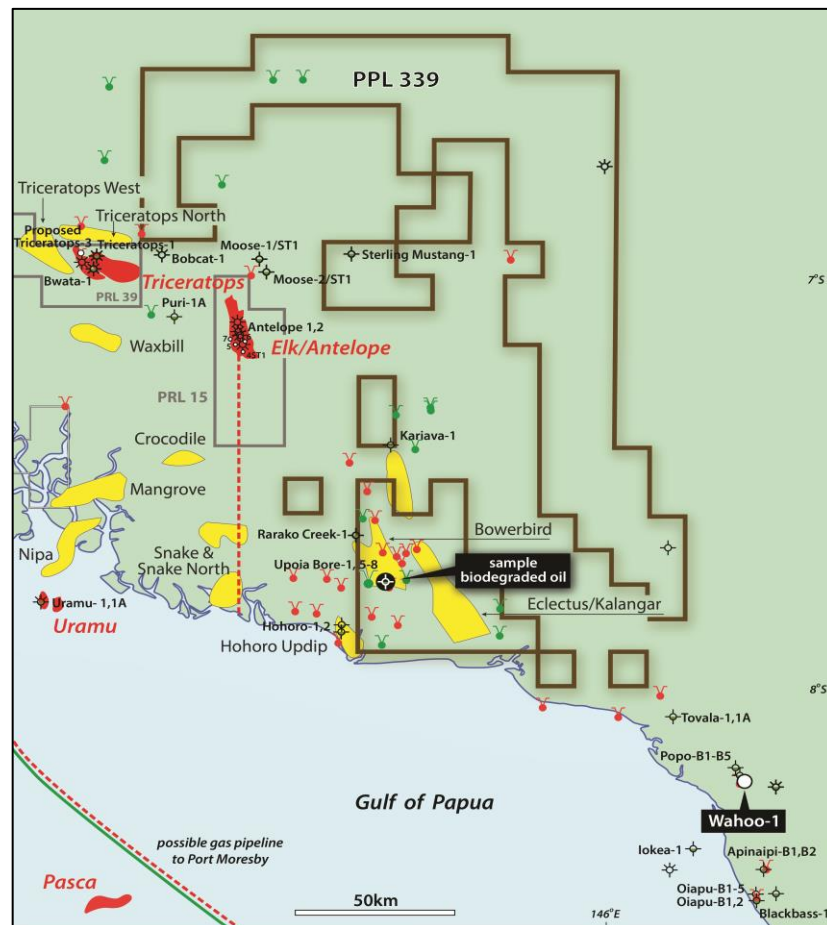 PPL 339
Triceratops West
Triceratops North
Proposed
Triceratops-3
Triceratops-1
Bwata-1
Triceratops
PRL 39
Bobcat-1
Moose-1/ST1
Moose-2/ST1
Sterling Mustang-1
7°S
Puri-1A
Waxbill
Antelope 1,2
Elk/Antelope
PRL 15
Crocodile
Kariava-1
Mangrove
Nipa
Snake &
Snake North
Rarako Creek-1
Bowerbird
Upoia Bore-1, 5-8
sample
biodegraded oil
Eclectus/Kalangar
Uramu- 1,1A
Uramu
Hohoro-1,2
Hohoro Updip
8°S
Tovala-1,1A
Popo-B1-B5
Gulf of Papua
Wahoo-1
possible gas pipeline
to Port Moresby
Iokea-1
Apinaipi-B1,B2
Pasca
50km
Oiapu-B1-5
Oiapu-B1,2
Blackbass-1
146°E